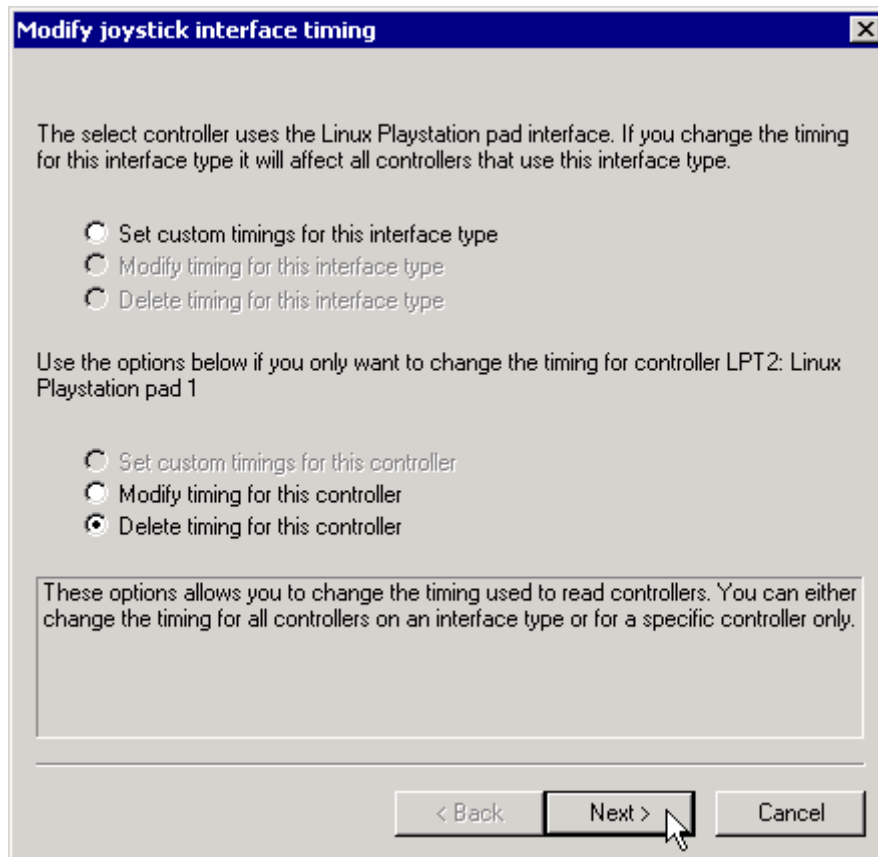 Modify joystick interface timing
The select controller uses the Linux Playstation pad interface. If you change the timing
for this interface type it will affect all controllers that use this interface type.
Set custom timings for this interface type
Modify timing for this interface type
Delete timing for this interface type
Use the options below if you only want to change the timing for controller LPT2: Linux
Playstation pad 1
Set custom timings for this controller
Modify timing for this controller
Delete timing for this controller
These options allows you to change the timing used to read controllers. You can either
change the timing for all controllers on an interface type or for a specific controller only.
< Back Next > Cancel